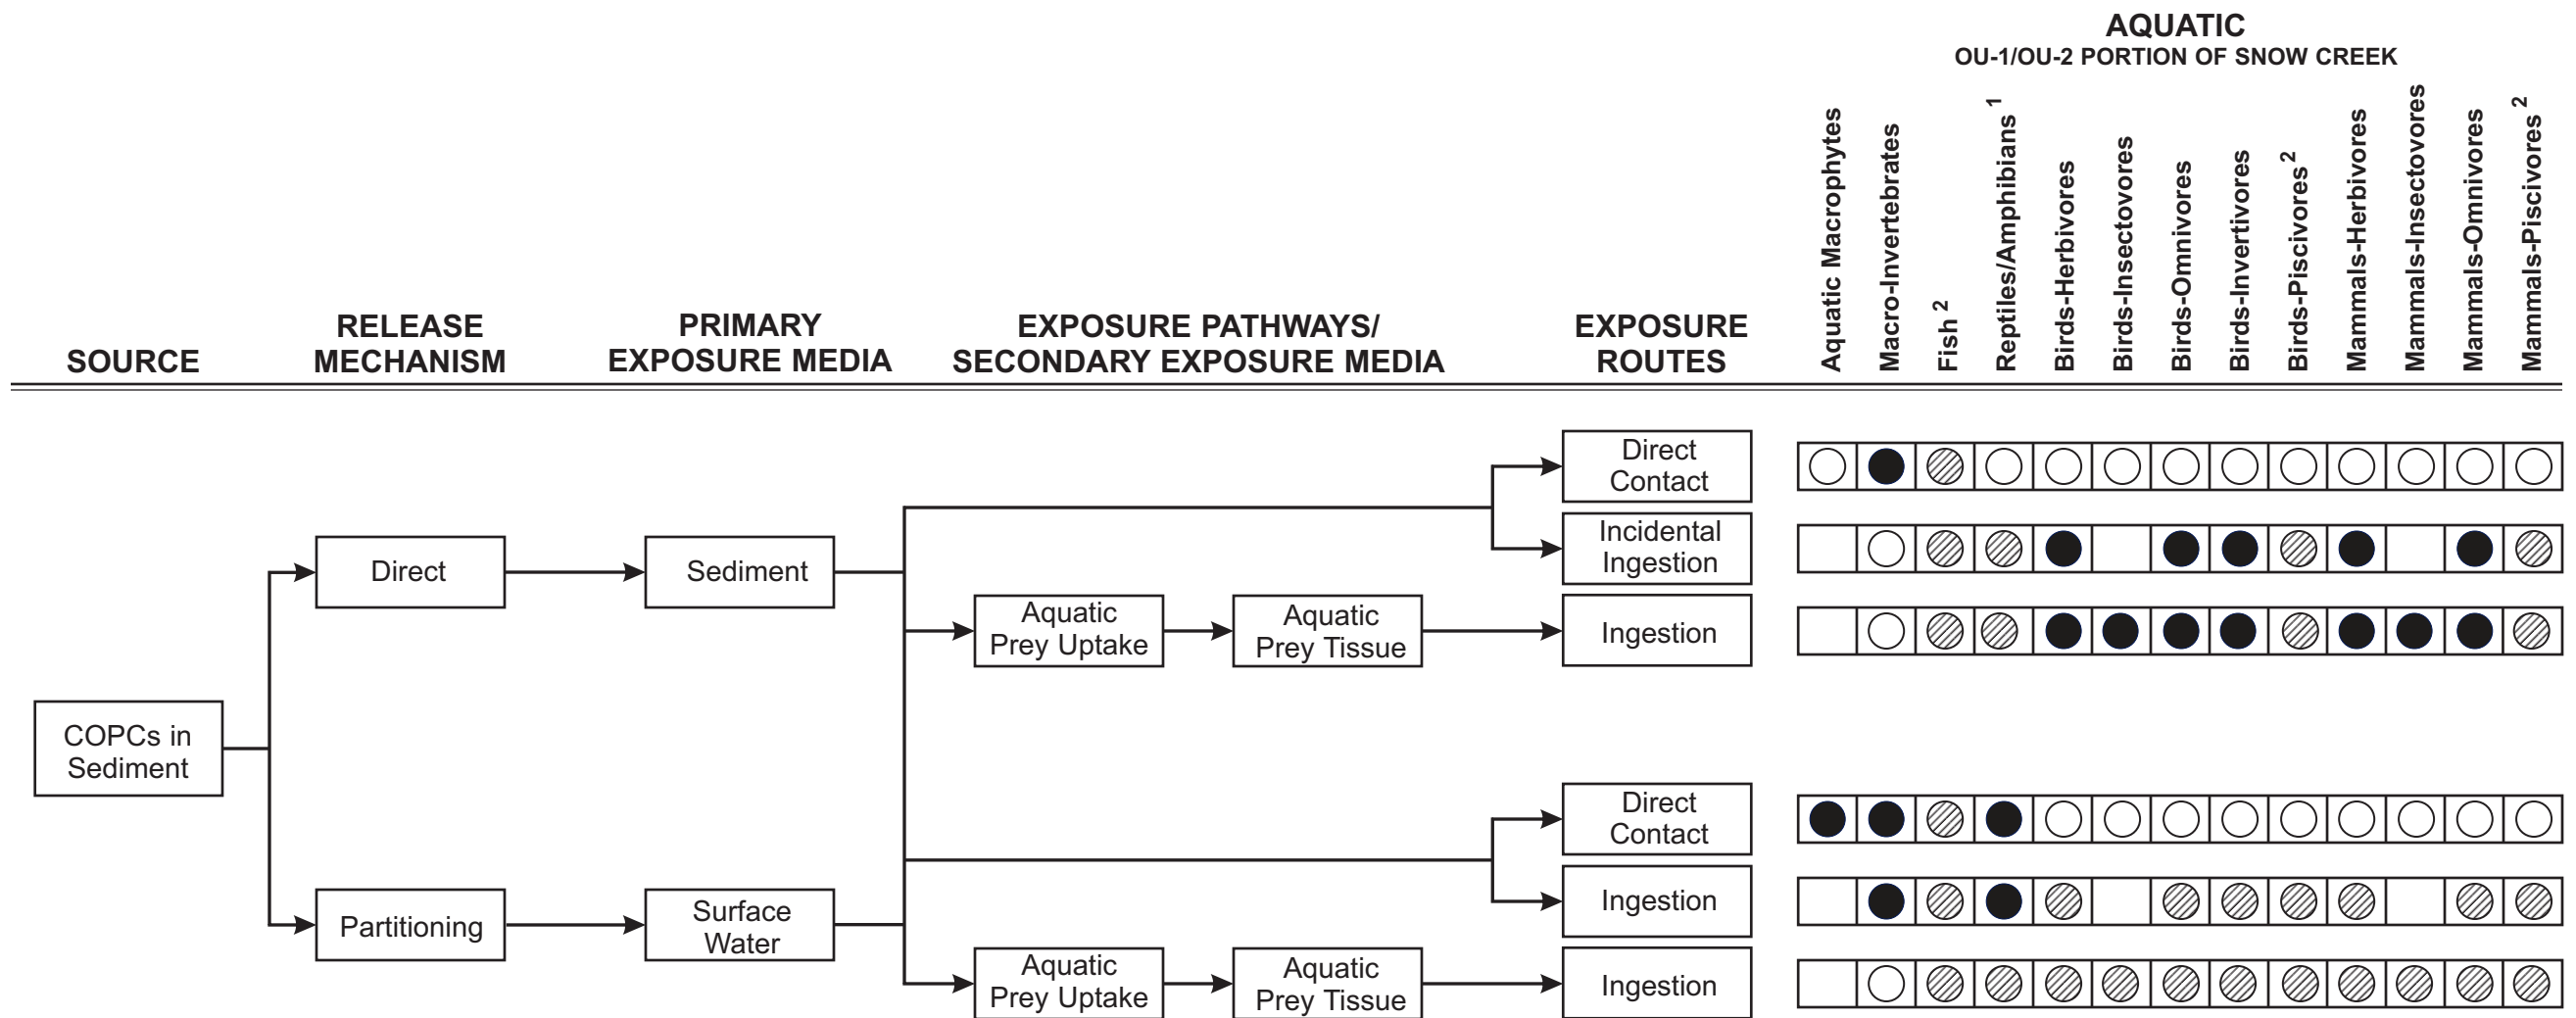 AQUATIC
OU-1/OU-2 PORTION OF SNOW CREEK
SOURCE
RELEASE
MECHANISM
PRIMARY
EXPOSURE MEDIA
EXPOSURE PATHWAYS/
SECONDARY EXPOSURE MEDIA
EXPOSURE
ROUTES
Aquatic Macrophytes
Macro-Invertebrates
Fish 2
Reptiles/Amphibians 1
Birds-Herbivores
Birds-Insectovores
Birds-Omnivores
Birds-Invertivores
Birds-Piscivores 2
Mammals-Herbivores
Mammals-Insectovores
Mammals-Omnivores
Mammals-Piscivores 2
Direct
Contact
Incidental
Ingestion
Direct
Sediment
Aquatic
Prey Uptake
Aquatic
Prey Tissue
Ingestion
COPCs in
Sediment
Direct
Contact
Partitioning
Surface
Water
Ingestion
Aquatic
Prey Uptake
Aquatic
Prey Tissue
Ingestion